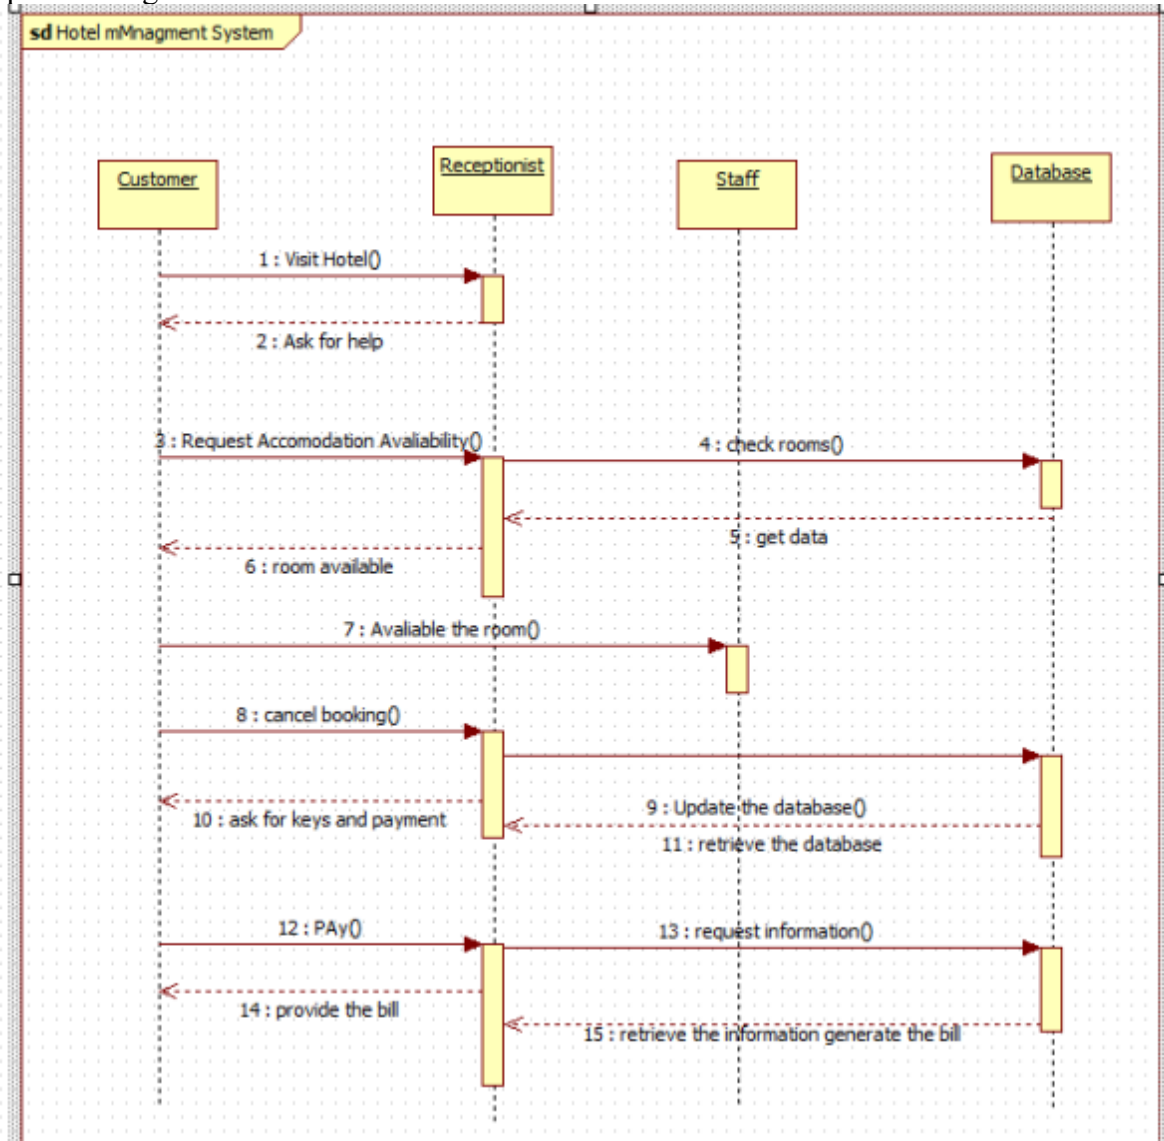 sd Hotel mMnagment System
Customer
Receptionist
Staff
Database
1 : Visit Hotel()
2 : Ask for help
3 : Request Accomodation Avaliability()
4 : check rooms()
5 : get data
6 : room available
7 : Avaliable the room()
8 : cancel booking()
9 : Update the database()
10 : ask for keys and payment
11 : retrieve the database
12 : PAy()
13 : request information()
14 : provide the bill
15 : retrieve the information generate the bill